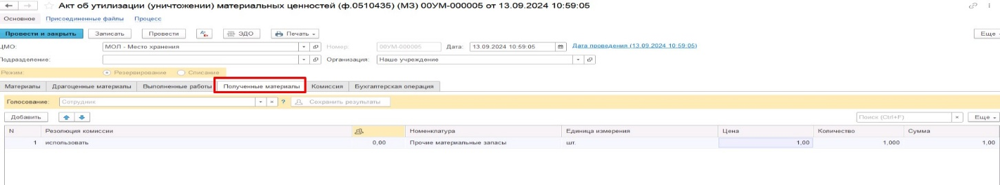 Акт об утилизации (уничтожении) материальных ценностей (ф.0510435) (МЗ) 00УМ-000005 от 13.09.2024 10:59:05
Основное Присоединенные файлы Процесс
Провести и закрыть Записать Провести Дт Кт ЭДО Печать Еще
ЦМО: МОЛ - Место хранения Номер: 00УМ-000005 Дата: 13.09.2024 10:59:05 Дата проведения (13.09.2024 10:59:05)
Подразделение: Организация: Наше учреждение
Режим: Резервирование Списание
Материалы Драгоценные материалы Выполненные работы Полученные материалы Комиссия Бухгалтерская операция
Голосование: Сотрудник ? Сохранить результаты
Добавить Поиск (Ctrl+F) × Еще
N Резолюция комиссии Номенклатура Единица измерения Цена Количество Сумма
1 использовать 0,00 Прочие материальные запасы шт. 1,00 1,000 1,00